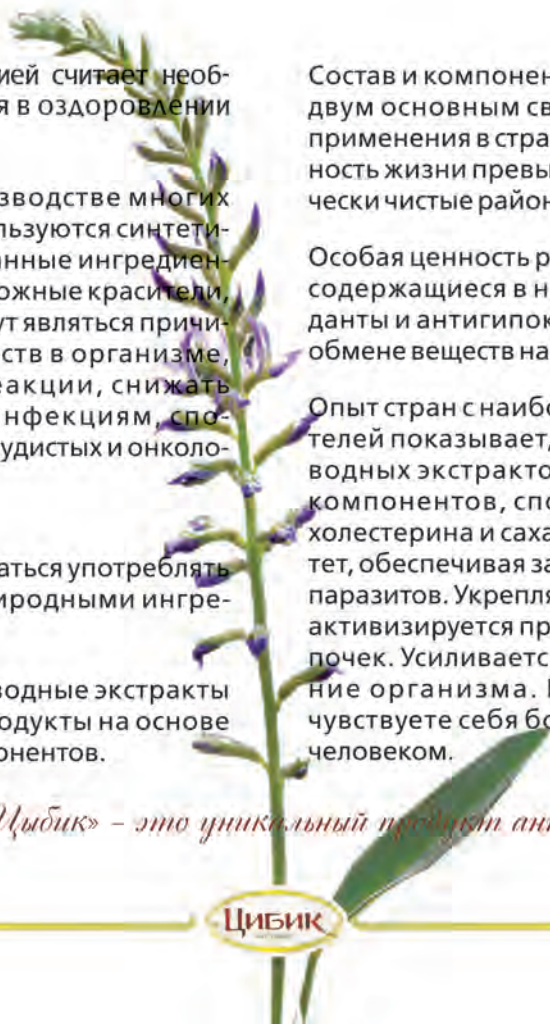 ией считает необ-
я в оздоровлении
зводстве многих
льзуются синтети-
анные ингредиен-
ожные красители,
ут являться причи-
ств в организме,
еакции, снижать
нфекциям, спо-
удистых и онколо-
аться употреблять
иродными ингре-
водные экстракты
одукты на основе
онентов.
Состав и компонен
двум основным св
применения в стра
ность жизни превы
чески чистые район
Особая ценность р
содержащиеся в н
данты и антигипок
обмене веществ на
Опыт стран с наибо
телей показывает,
водных экстракто
компонентов, спо
холестерина и саха
тет, обеспечивая за
паразитов. Укрепля
активизируется пр
почек. Усиливаетс
ние организма.
чувствуете себя бо
человеком.
Цыбик» – это уникальный продукт ан
Цибик